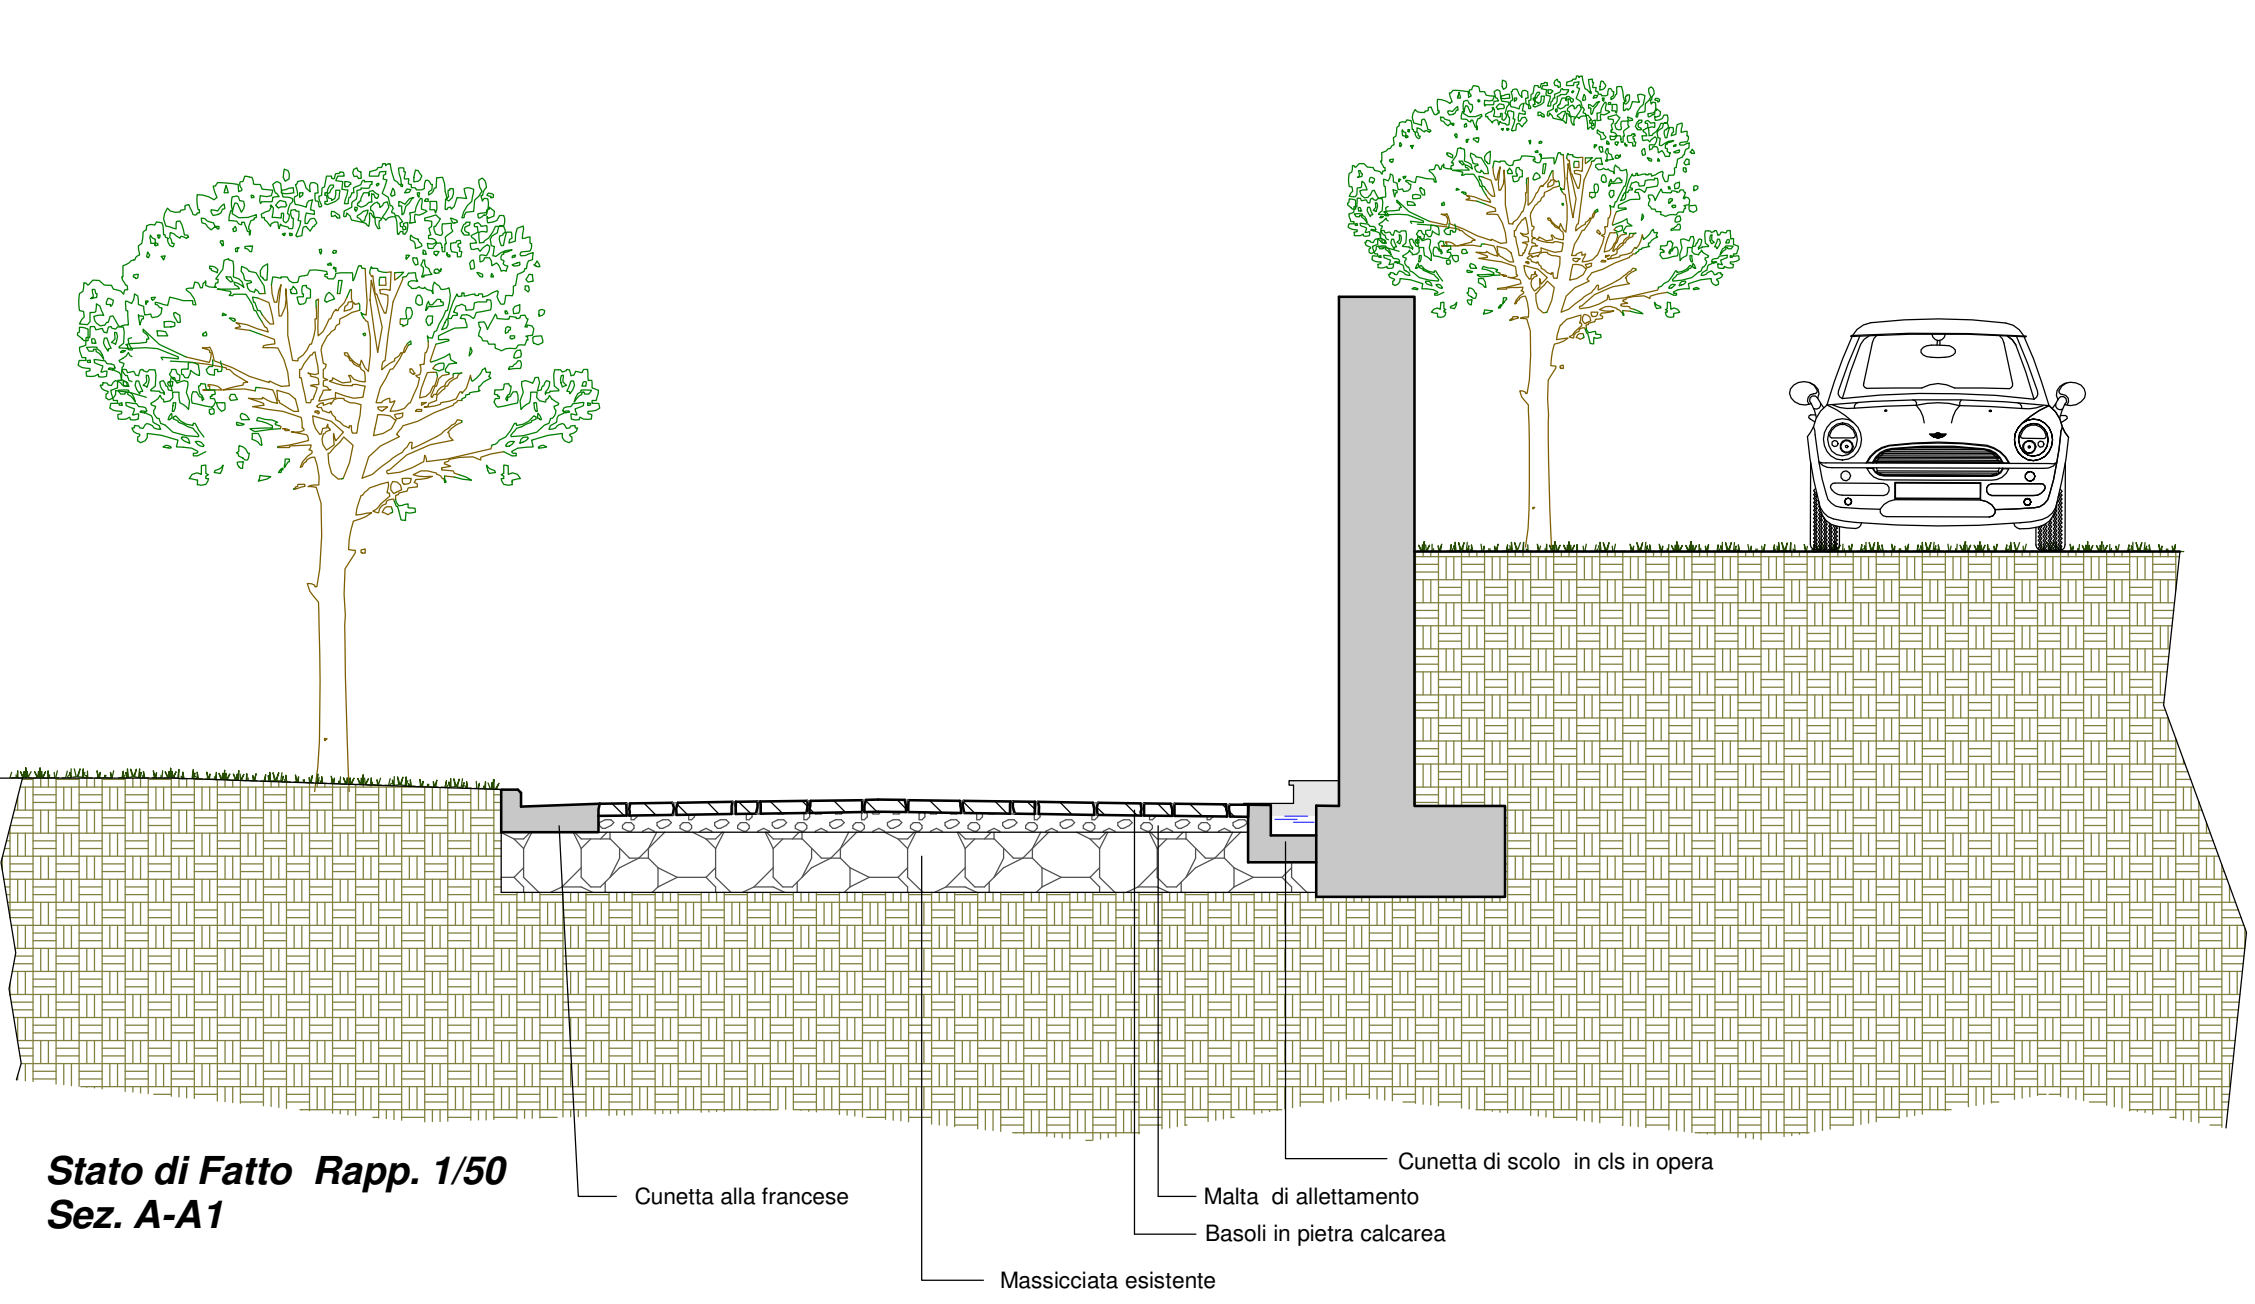 Stato di Fatto Rapp. 1/50
Sez. A-A1
Cunetta di scolo in cls in opera
Cunetta alla francese
Malta di allettamento
Basoli in pietra calcarea
Massicciata esistente